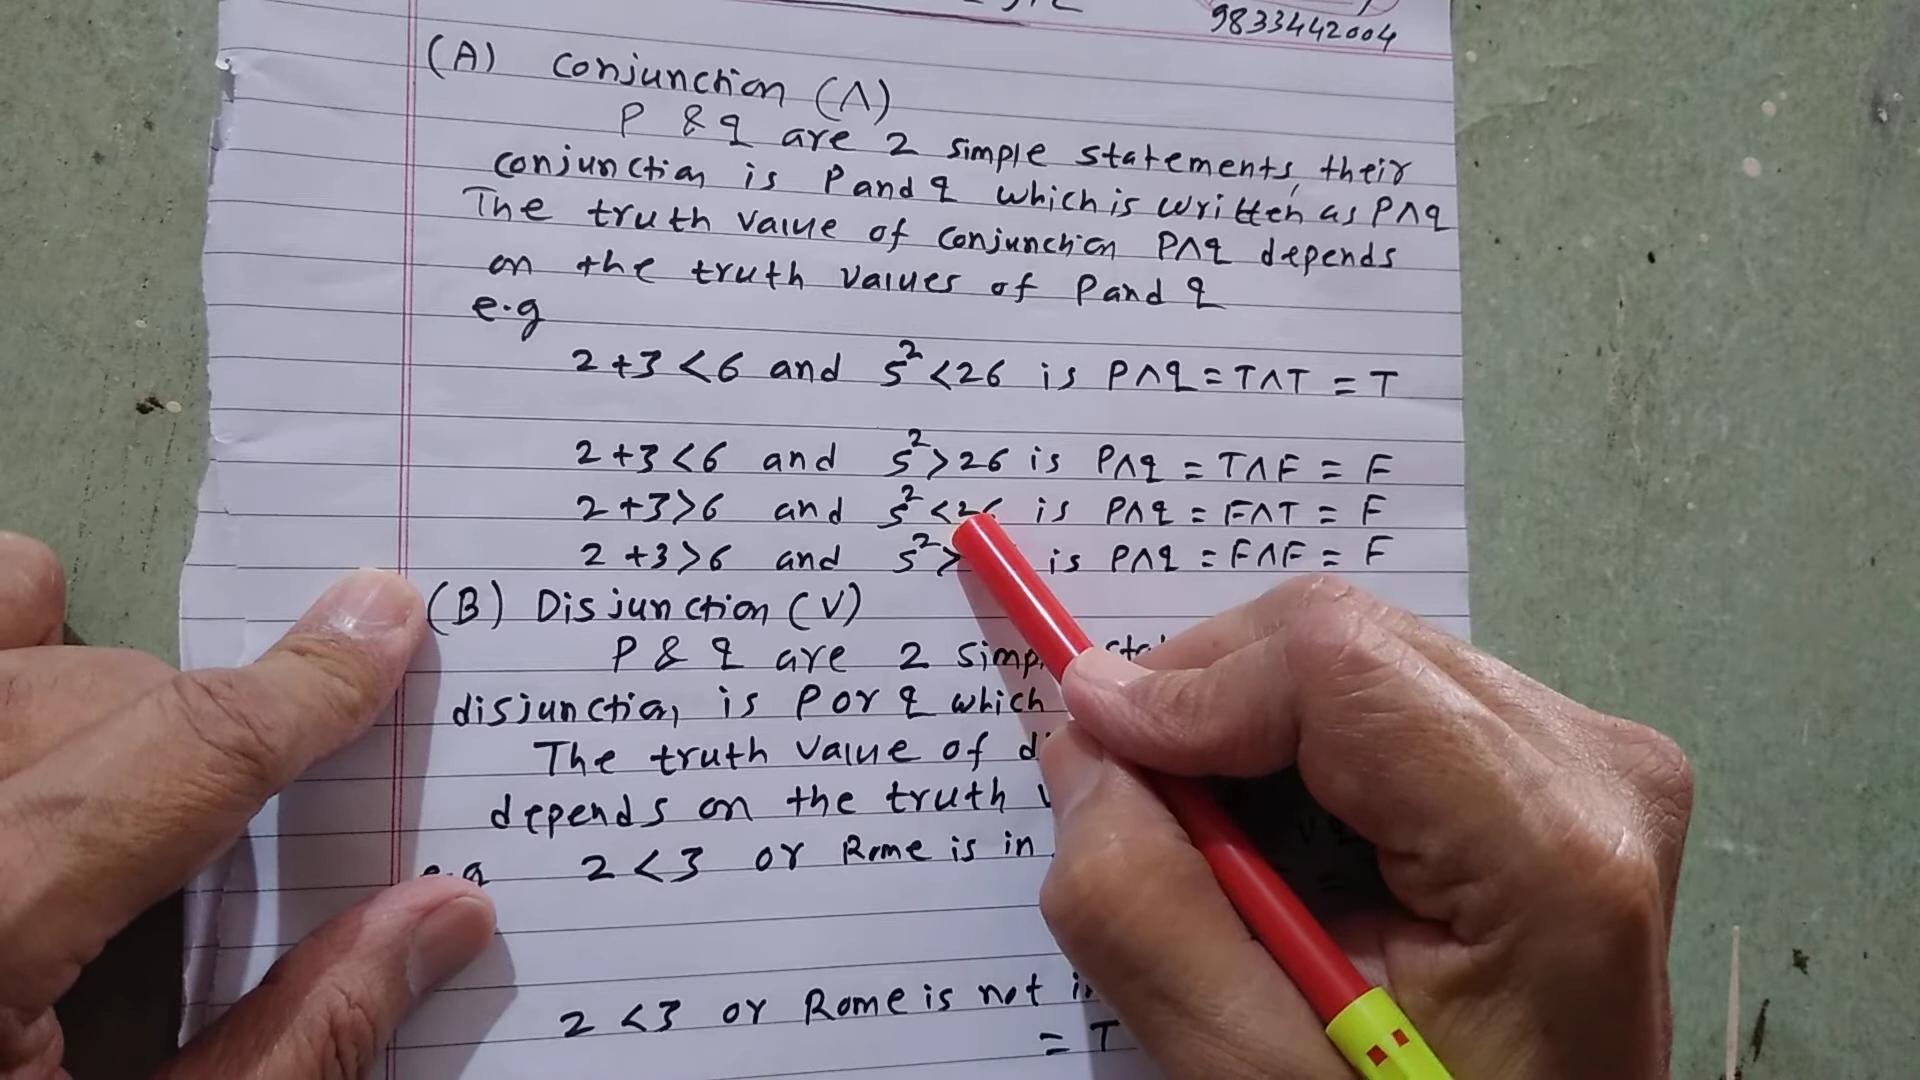 9833442004
(A) Conjunction (∧)
P & q are 2 simple statements, their
conjunction is P and q which is written as P∧q
The truth value of conjunction P∧q depends
on the truth values of P and q
e.g
2+3<6 and 5²<26 is P∧q = T∧T = T
2+3<6 and 5²>26 is P∧q = T∧F = F
2+3>6 and 5²<26 is P∧q = F∧T = F
2+3>6 and 5²> is P∧q = F∧F = F
(B) Disjunction (V)
P & q are 2
disjunction is P or q which
The truth value of
depends on the truth
e.g 2<3 or Rome is in
2<3 or Rome is not
= T